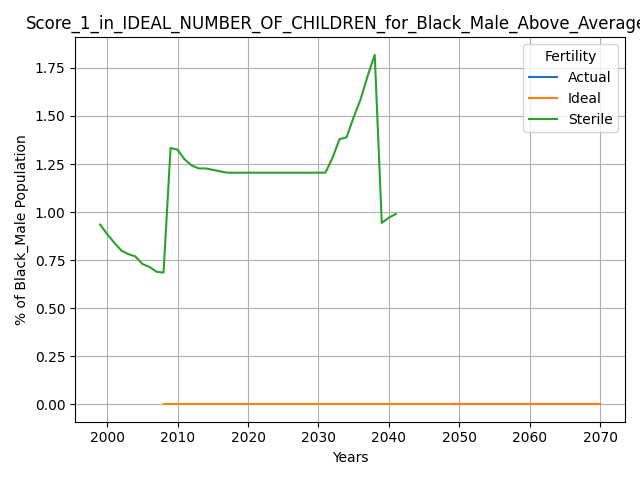 Score_1_in_IDEAL_NUMBER_OF_CHILDREN_for_Black_Male_Above_Average
Fertility
Actual
Ideal
Sterile
% of Black_Male Population
1.75
1.50
1.25
1.00
0.75
0.50
0.25
0.00
2000 2010 2020 2030 2040 2050 2060 2070
Years